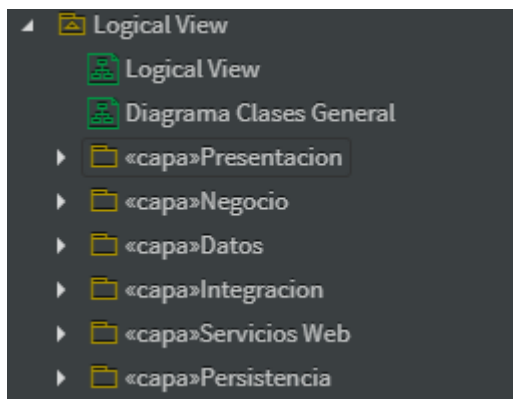 Logical View
Logical View
Diagrama Clases General
«capa»Presentacion
«capa»Negocio
«capa»Datos
«capa»Integracion
«capa»Servicios Web
«capa»Persistencia